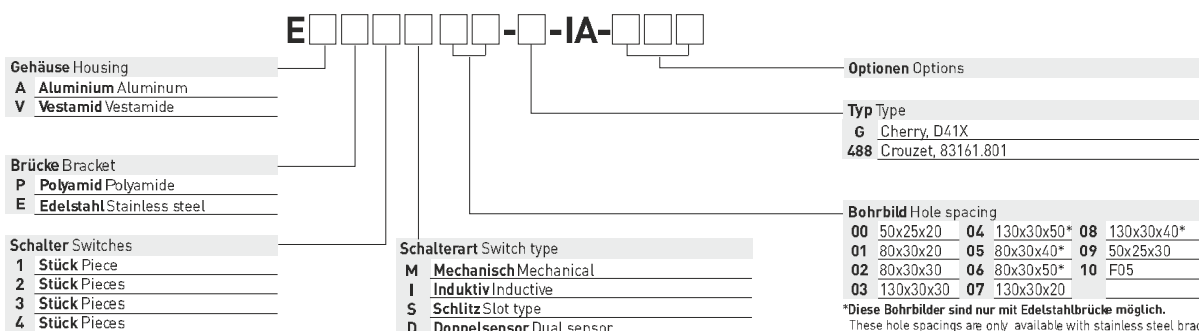 E□□□□ □□-□-IA-□□□
Gehäuse Housing
A Aluminium Aluminum
V Vestamid Vestamide
Brücke Bracket
P Polyamid Polyamide
E Edelstahl Stainless steel
Schalter Switches
1 Stück Piece
2 Stück Pieces
3 Stück Pieces
4 Stück Pieces
Schalterart Switch type
M Mechanisch Mechanical
I Induktiv Inductive
S Schlitz Slot type
D Doppelsensor Dual sensor
Optionen Options
Typ Type
G Cherry, D41X
488 Crouzet, 83161.801
Bohrbild Hole spacing
00 50x25x20 04 130x30x50* 08 130x30x40*
01 80x30x20 05 80x30x40* 09 50x25x30
02 80x30x30 06 80x30x50* 10 F05
03 130x30x30 07 130x30x20
*Diese Bohrbilder sind nur mit Edelstahlbrücke möglich.
These hole spacings are only available with stainless steel